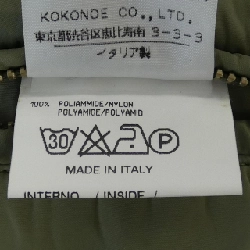 KOKONOE CO., LTD.
東京都渋谷区恵比寿南 3-3-3
イタリア製
100% POLIAMMIDE/NYLON
POLYAMIDE/POLYAMID
30
MADE IN ITALY
INTERNO / INSIDE /